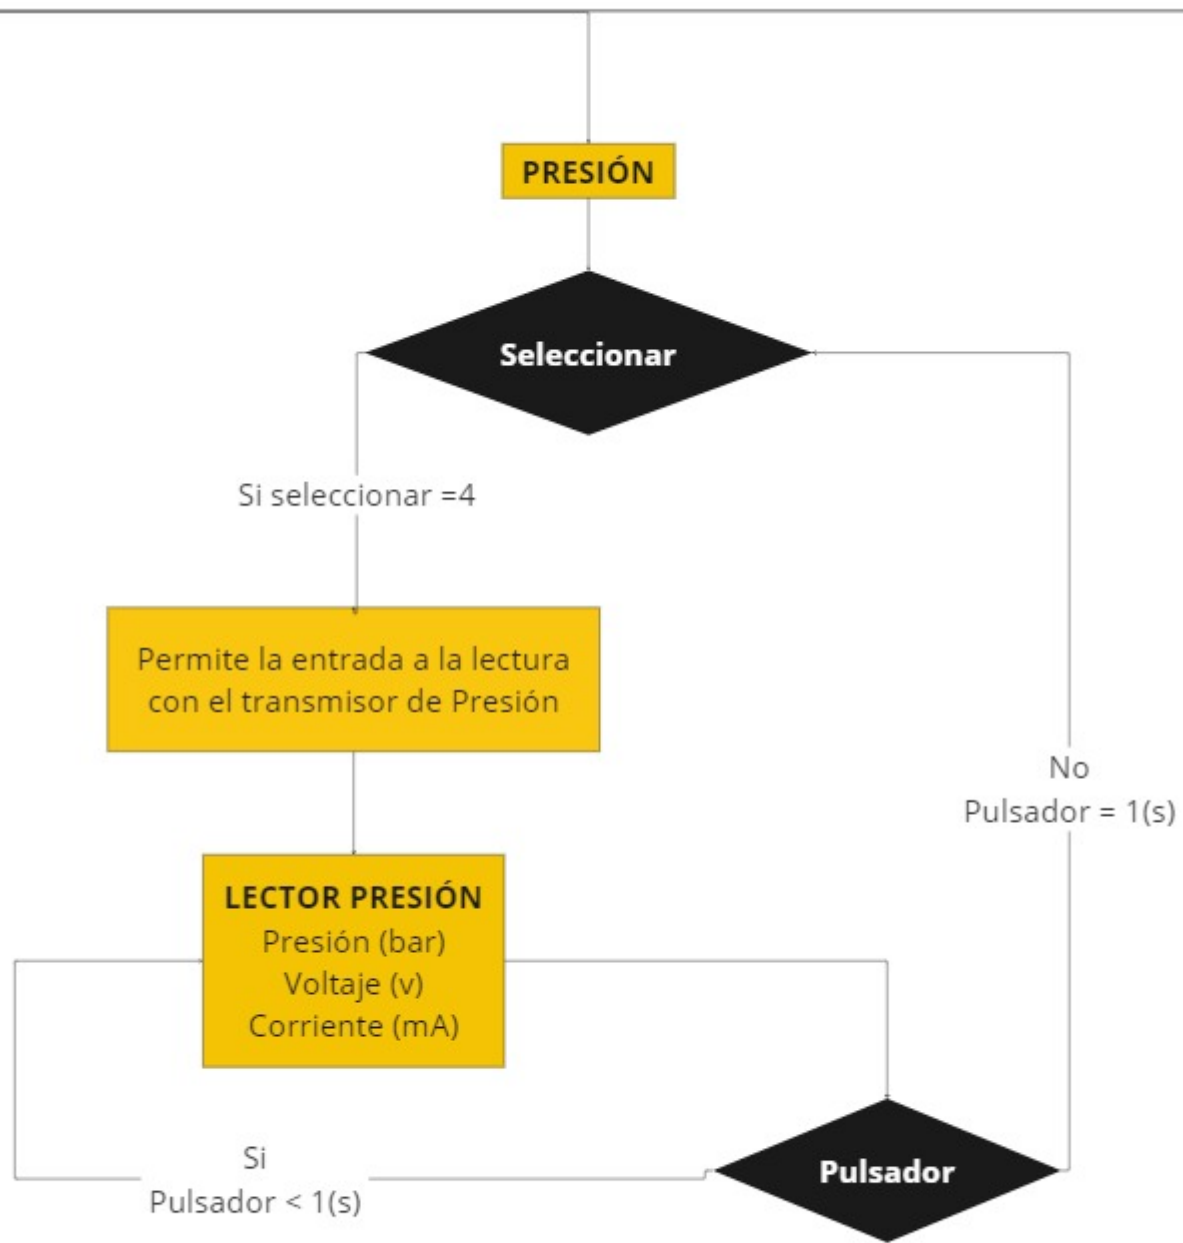 PRESIÓN
Seleccionar
Si seleccionar =4
Permite la entrada a la lectura
con el transmisor de Presión
No
Pulsador = 1(s)
LECTOR PRESIÓN
Presión (bar)
Voltaje (v)
Corriente (mA)
Si
Pulsador < 1(s)
Pulsador